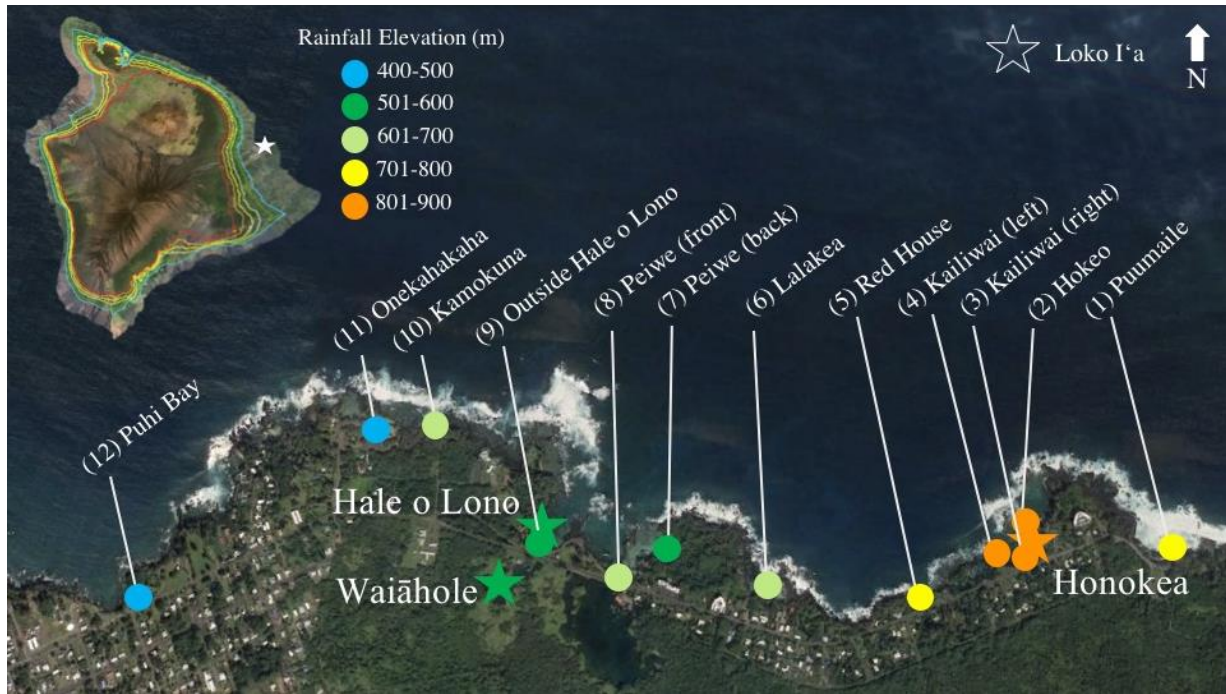 Rainfall Elevation (m)
400-500
501-600
601-700
701-800
801-900
Loko Iʻa
N
(12) Puhi Bay
(11) Onekahakaha
(10) Kamokuna
(9) Outside Hale o Lono
(8) Peiwe (front)
(7) Peiwe (back)
(6) Lalakea
(5) Red House
(4) Kailiwai (left)
(3) Kailiwai (right)
(2) Hokeo
(1) Puumaile
Hale o Lono
Waiāhole
Honokea